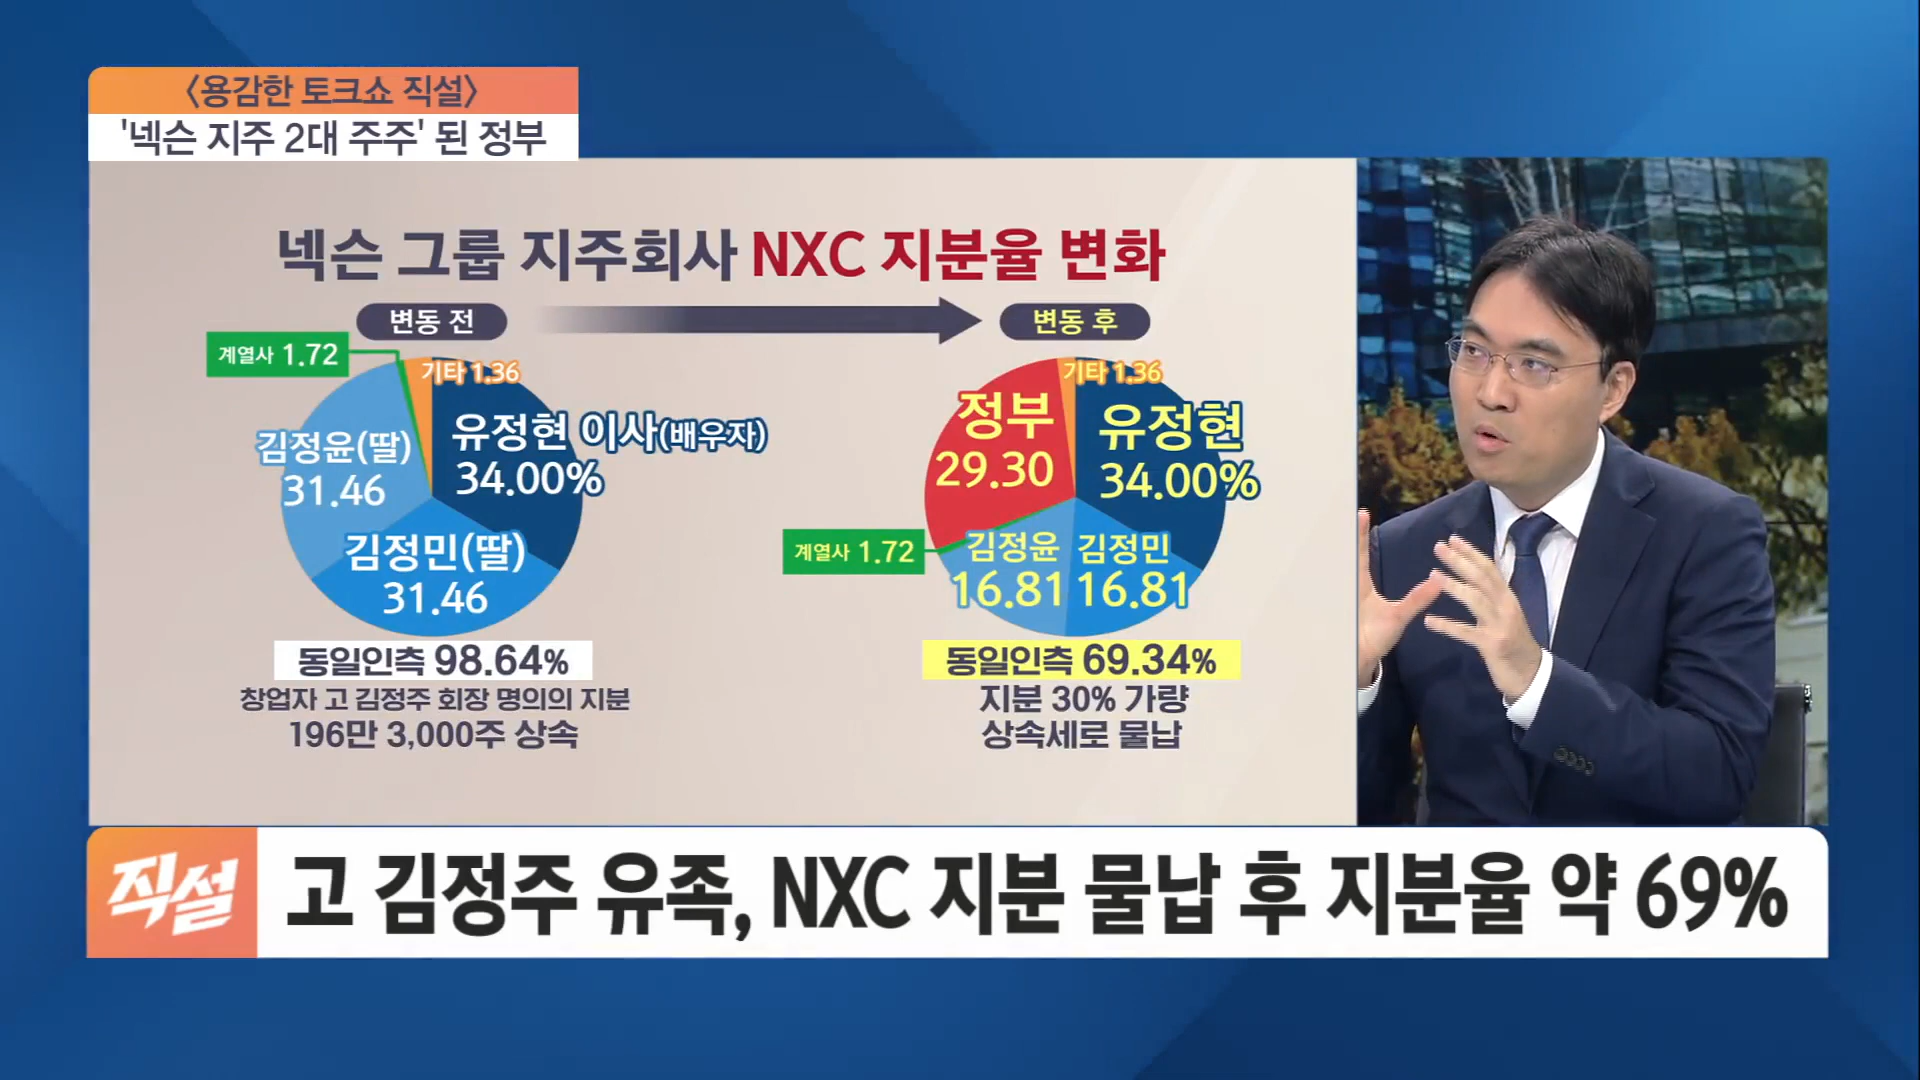 〈용감한 토크쇼 직설〉
'넥슨 지주 2대 주주' 된 정부
넥슨 그룹 지주회사 NXC 지분율 변화
변동 전
계열사 1.72
기타 1.36
김정윤(딸)
31.46
유정현 이사(배우자)
34.00%
김정민(딸)
31.46
동일인측 98.64%
창업자 고 김정주 회장 명의의 지분
196만 3,000주 상속
변동 후
기타 1.36
정부
29.30
유정현
34.00%
계열사 1.72
김정윤
16.81
김정민
16.81
동일인측 69.34%
지분 30% 가량
상속세로 물납
직설
고 김정주 유족, NXC 지분 물납 후 지분율 약 69%